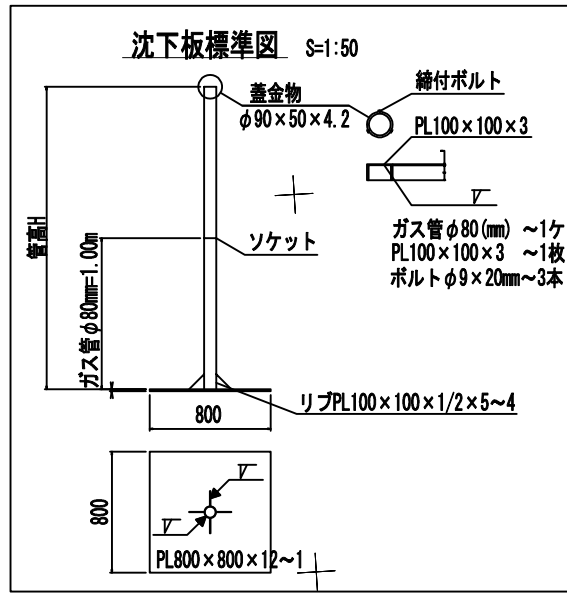 沈下板標準図 S=1:50
蓋金物
φ90×50×4.2
締付ボルト
PL100×100×3
ガス管φ80(mm) ~1ケ
PL100×100×3 ~1枚
ボルトφ9×20mm~3本
管高H
ガス管φ80mm=1.00m
ソケット
リブPL100×100×1/2×5~4
800
800
PL800×800×12~1